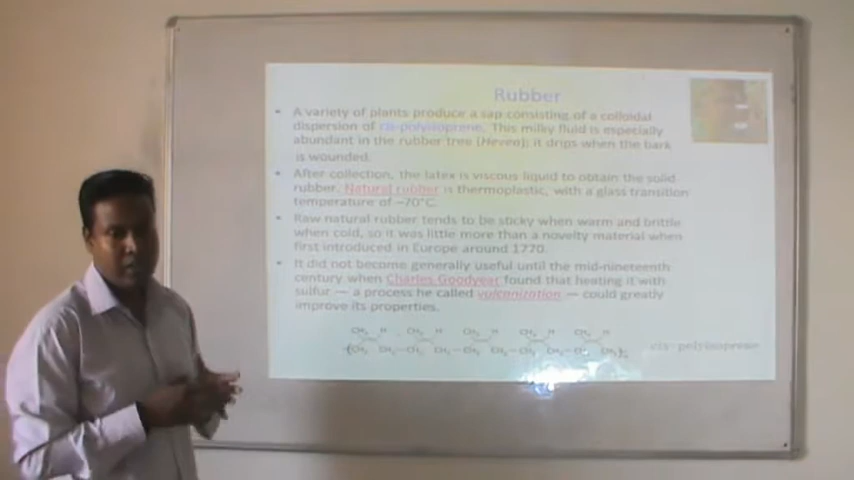 Rubber
• A variety of plants produce a sap consisting of a colloidal
dispersion of cis-polyisoprene. This milky fluid is especially
abundant in the rubber tree (Hevea); it drips when the bark
is wounded.
• After collection, the latex is viscous liquid to obtain the solid
rubber. Natural rubber is thermoplastic, with a glass transition
temperature of –70°C.
• Raw natural rubber tends to be sticky when warm and brittle
when cold, so it was little more than a novelty material when
first introduced in Europe around 1770.
• It did not become generally useful until the mid-nineteenth
century when Charles Goodyear found that heating it with
sulfur — a process he called vulcanization — could greatly
improve its properties.
CH₃ H CH₃ H CH₃ H CH₃ H CH₃ H
cis-polyisoprene